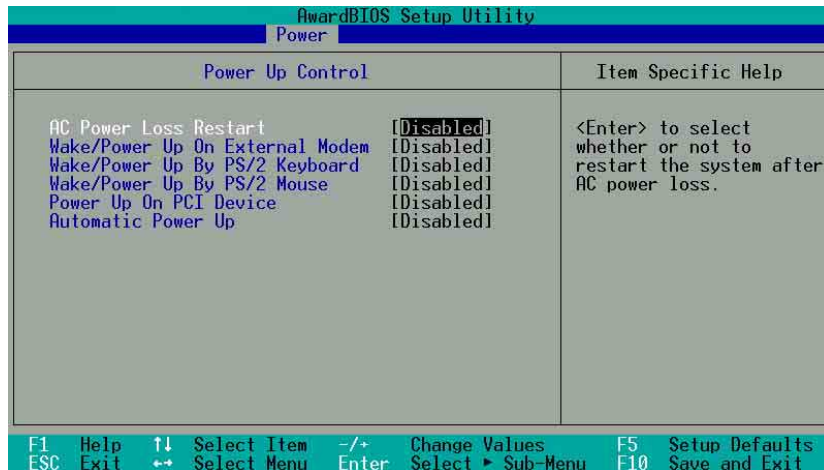 AwardBIOS Setup Utility
Power
Power Up Control
Item Specific Help
AC Power Loss Restart [Disabled]
Wake/Power Up On External Modem [Disabled]
Wake/Power Up By PS/2 Keyboard [Disabled]
Wake/Power Up By PS/2 Mouse [Disabled]
Power Up On PCI Device [Disabled]
Automatic Power Up [Disabled]
<Enter> to select
whether or not to
restart the system after
AC power loss.
F1 Help ↑↓ Select Item -/+ Change Values F5 Setup Defaults
ESC Exit ←→ Select Menu Enter Select ► Sub-Menu F10 Save and Exit